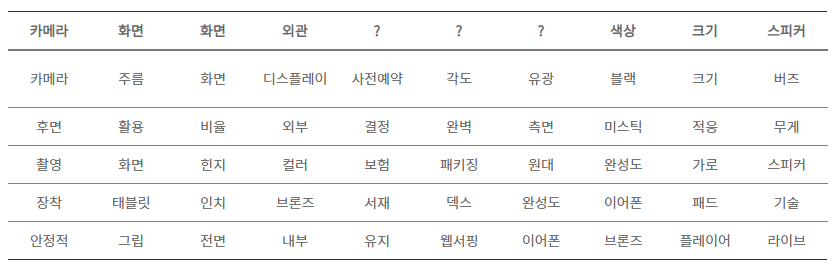 카메라 화면 화면 외관 ? ? ? 색상 크기 스피커
카메라 주름 화면 디스플레이 사전예약 각도 유광 블랙 크기 버즈
후면 활용 비율 외부 결정 완벽 측면 미스틱 적응 무게
촬영 화면 힌지 컬러 보험 패키징 원대 완성도 가로 스피커
장착 태블릿 인치 브론즈 서재 덱스 완성도 이어폰 패드 기술
안정적 그립 전면 내부 유지 웹서핑 이어폰 브론즈 플레이어 라이브